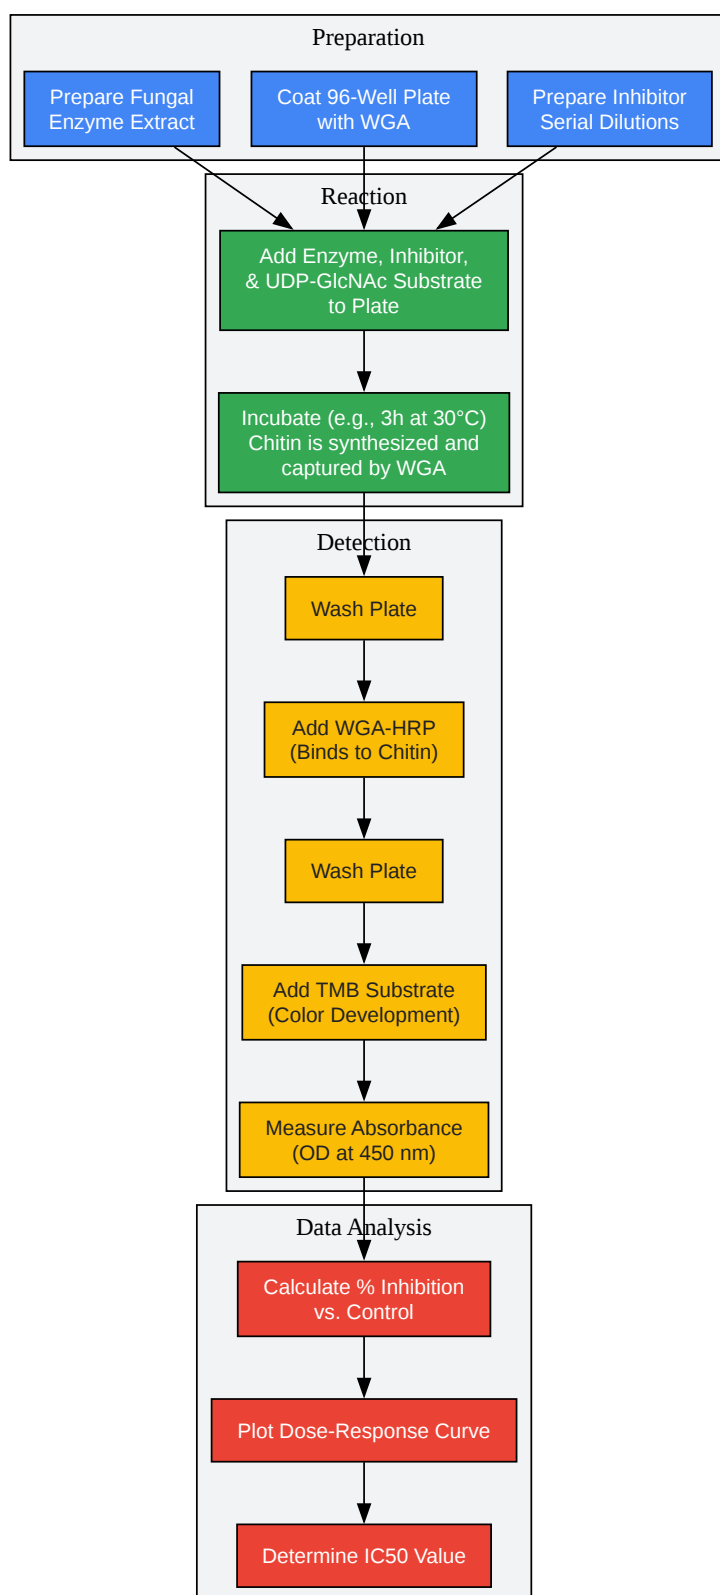 Preparation
Prepare Fungal
Enzyme Extract
Coat 96-Well Plate
with WGA
Prepare Inhibitor
Serial Dilutions
Reaction
Add Enzyme, Inhibitor,
& UDP-GlcNAc Substrate
to Plate
Incubate (e.g., 3h at 30°C)
Chitin is synthesized and
captured by WGA
Detection
Wash Plate
Add WGA-HRP
(Binds to Chitin)
Wash Plate
Add TMB Substrate
(Color Development)
Measure Absorbance
(OD at 450 nm)
Data Analysis
Calculate % Inhibition
vs. Control
Plot Dose-Response Curve
Determine IC50 Value